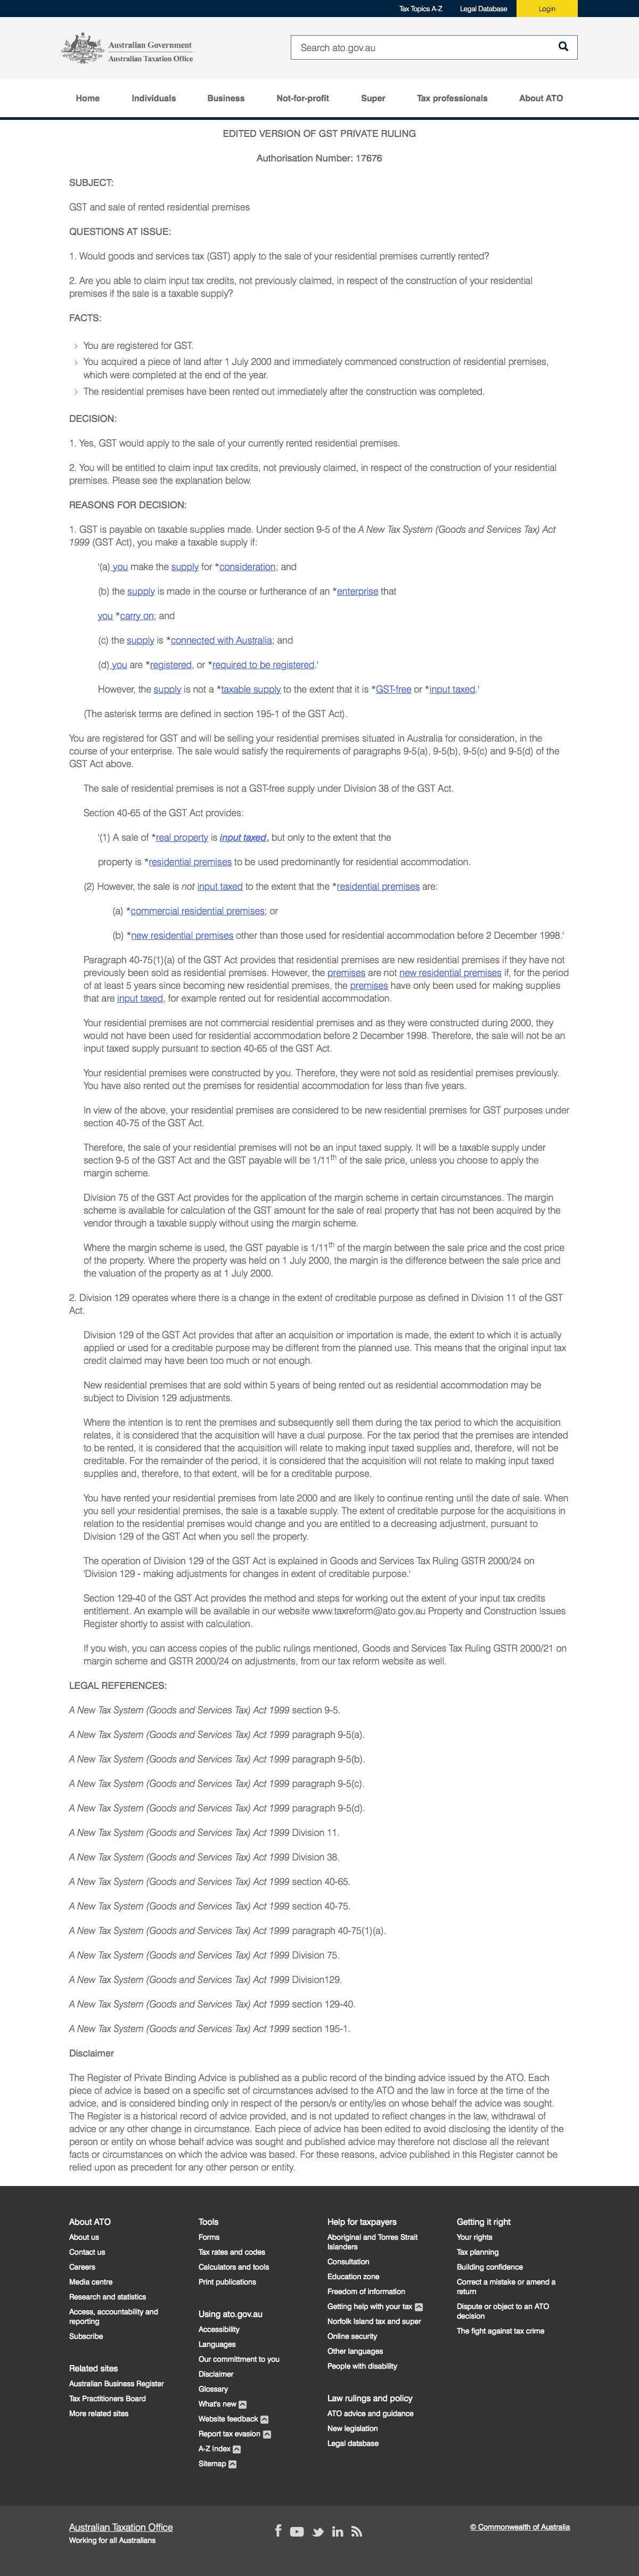 Tax Topics A-Z Legal Database Login
Australian Government
Australian Taxation Office
Search ato.gov.au
Home Individuals Business Not-for-profit Super Tax professionals About ATO
EDITED VERSION OF GST PRIVATE RULING
Authorisation Number: 17676
SUBJECT:
GST and sale of rented residential premises
QUESTIONS AT ISSUE:
1. Would goods and services tax (GST) apply to the sale of your residential premises currently rented?
2. Are you able to claim input tax credits, not previously claimed, in respect of the construction of your residential
premises if the sale is a taxable supply?
FACTS:
You are registered for GST.
You acquired a piece of land after 1 July 2000 and immediately commenced construction of residential premises,
which were completed at the end of the year.
The residential premises have been rented out immediately after the construction was completed.
DECISION:
1. Yes, GST would apply to the sale of your currently rented residential premises.
2. You will be entitled to claim input tax credits, not previously claimed, in respect of the construction of your residential
premises. Please see the explanation below.
REASONS FOR DECISION:
1. GST is payable on taxable supplies made. Under section 9-5 of the A New Tax System (Goods and Services Tax) Act
1999 (GST Act), you make a taxable supply if:
'(a) you make the supply for *consideration; and
(b) the supply is made in the course or furtherance of an *enterprise that
you *carry on; and
(c) the supply is *connected with Australia; and
(d) you are *registered, or *required to be registered.'
However, the supply is not a *taxable supply to the extent that it is *GST-free or *input taxed.'
(The asterisk terms are defined in section 195-1 of the GST Act).
You are registered for GST and will be selling your residential premises situated in Australia for consideration, in the
course of your enterprise. The sale would satisfy the requirements of paragraphs 9-5(a), 9-5(b), 9-5(c) and 9-5(d) of the
GST Act above.
The sale of residential premises is not a GST-free supply under Division 38 of the GST Act.
Section 40-65 of the GST Act provides:
'(1) A sale of *real property is input taxed, but only to the extent that the
property is *residential premises to be used predominantly for residential accommodation.
(2) However, the sale is not input taxed to the extent that the *residential premises are:
(a) *commercial residential premises; or
(b) *new residential premises other than those used for residential accommodation before 2 December 1998.'
Paragraph 40-75(1)(a) of the GST Act provides that residential premises are new residential premises if they have not
previously been sold as residential premises. However, the premises are not new residential premises if, for the period
of at least 5 years since becoming new residential premises, the premises have only been used for making supplies
that are input taxed, for example rented out for residential accommodation.
Your residential premises are not commercial residential premises and as they were constructed during 2000, they
would not have been used for residential accommodation before 2 December 1998. Therefore, the sale will not be an
input taxed supply pursuant to section 40-65 of the GST Act.
Your residential premises were constructed by you. Therefore, they were not sold as residential premises previously.
You have also rented out the premises for residential accommodation for less than five years.
In view of the above, your residential premises are considered to be new residential premises for GST purposes under
section 40-75 of the GST Act.
Therefore, the sale of your residential premises will not be an input taxed supply. It will be a taxable supply under
section 9-5 of the GST Act and the GST payable will be 1/11th of the sale price, unless you choose to apply the
margin scheme.
Division 75 of the GST Act provides for the application of the margin scheme in certain circumstances. The margin
scheme is available for calculation of the GST amount for the sale of real property that has not been acquired by the
vendor through a taxable supply without using the margin scheme.
Where the margin scheme is used, the GST payable is 1/11th of the margin between the sale price and the cost price
of the property. Where the property was held on 1 July 2000, the margin is the difference between the sale price and
the valuation of the property as at 1 July 2000.
2. Division 129 operates where there is a change in the extent of creditable purpose as defined in Division 11 of the GST
Act.
Division 129 of the GST Act provides that after an acquisition or importation is made, the extent to which it is actually
applied or used for a creditable purpose may be different from the planned use. This means that the original input tax
credit claimed may have been too much or not enough.
New residential premises that are sold within 5 years of being rented out as residential accommodation may be
subject to Division 129 adjustments.
Where the intention is to rent the premises and subsequently sell them during the tax period to which the acquisition
relates, it is considered that the acquisition will have a dual purpose. For the tax period that the premises are intended
to be rented, it is considered that the acquisition will relate to making input taxed supplies and, therefore, will not be
creditable. For the remainder of the period, it is considered that the acquisition will not relate to making input taxed
supplies and, therefore, to that extent, will be for a creditable purpose.
You have rented your residential premises from late 2000 and are likely to continue renting until the date of sale. When
you sell your residential premises, the sale is a taxable supply. The extent of creditable purpose for the acquisitions in
relation to the residential premises would change and you are entitled to a decreasing adjustment, pursuant to
Division 129 of the GST Act when you sell the property.
The operation of Division 129 of the GST Act is explained in Goods and Services Tax Ruling GSTR 2000/24 on
'Division 129 - making adjustments for changes in extent of creditable purpose.'
Section 129-40 of the GST Act provides the method and steps for working out the extent of your input tax credits
entitlement. An example will be available in our website www.taxreform@ato.gov.au Property and Construction Issues
Register shortly to assist with calculation.
If you wish, you can access copies of the public rulings mentioned, Goods and Services Tax Ruling GSTR 2000/21 on
margin scheme and GSTR 2000/24 on adjustments, from our tax reform website as well.
LEGAL REFERENCES:
A New Tax System (Goods and Services Tax) Act 1999 section 9-5.
A New Tax System (Goods and Services Tax) Act 1999 paragraph 9-5(a).
A New Tax System (Goods and Services Tax) Act 1999 paragraph 9-5(b).
A New Tax System (Goods and Services Tax) Act 1999 paragraph 9-5(c).
A New Tax System (Goods and Services Tax) Act 1999 paragraph 9-5(d).
A New Tax System (Goods and Services Tax) Act 1999 Division 11.
A New Tax System (Goods and Services Tax) Act 1999 Division 38.
A New Tax System (Goods and Services Tax) Act 1999 section 40-65.
A New Tax System (Goods and Services Tax) Act 1999 section 40-75.
A New Tax System (Goods and Services Tax) Act 1999 paragraph 40-75(1)(a).
A New Tax System (Goods and Services Tax) Act 1999 Division 75.
A New Tax System (Goods and Services Tax) Act 1999 Division129.
A New Tax System (Goods and Services Tax) Act 1999 section 129-40.
A New Tax System (Goods and Services Tax) Act 1999 section 195-1.
Disclaimer
The Register of Private Binding Advice is published as a public record of the binding advice issued by the ATO. Each
piece of advice is based on a specific set of circumstances advised to the ATO and the law in force at the time of the
advice, and is considered binding only in respect of the person/s or entity/ies on whose behalf the advice was sought.
The Register is a historical record of advice provided, and is not updated to reflect changes in the law, withdrawal of
advice or any other change in circumstance. Each piece of advice has been edited to avoid disclosing the identity of the
person or entity on whose behalf advice was sought and published advice may therefore not disclose all the relevant
facts or circumstances on which the advice was based. For these reasons, advice published in this Register cannot be
relied upon as precedent for any other person or entity.
About ATO
About us
Contact us
Careers
Media centre
Research and statistics
Access, accountability and
reporting
Subscribe
Related sites
Australian Business Register
Tax Practitioners Board
More related sites
Tools
Forms
Tax rates and codes
Calculators and tools
Print publications
Using ato.gov.au
Accessibility
Languages
Our committment to you
Disclaimer
Glossary
What's new
Website feedback
Report tax evasion
A-Z Index
Sitemap
Help for taxpayers
Aboriginal and Torres Strait
Islanders
Consultation
Education zone
Freedom of information
Getting help with your tax
Norfolk Island tax and super
Online security
Other languages
People with disability
Law rulings and policy
ATO advice and guidance
New legislation
Legal database
Getting it right
Your rights
Tax planning
Building confidence
Correct a mistake or amend a
return
Dispute or object to an ATO
decision
The fight against tax crime
Australian Taxation Office
Working for all Australians
© Commonwealth of Australia